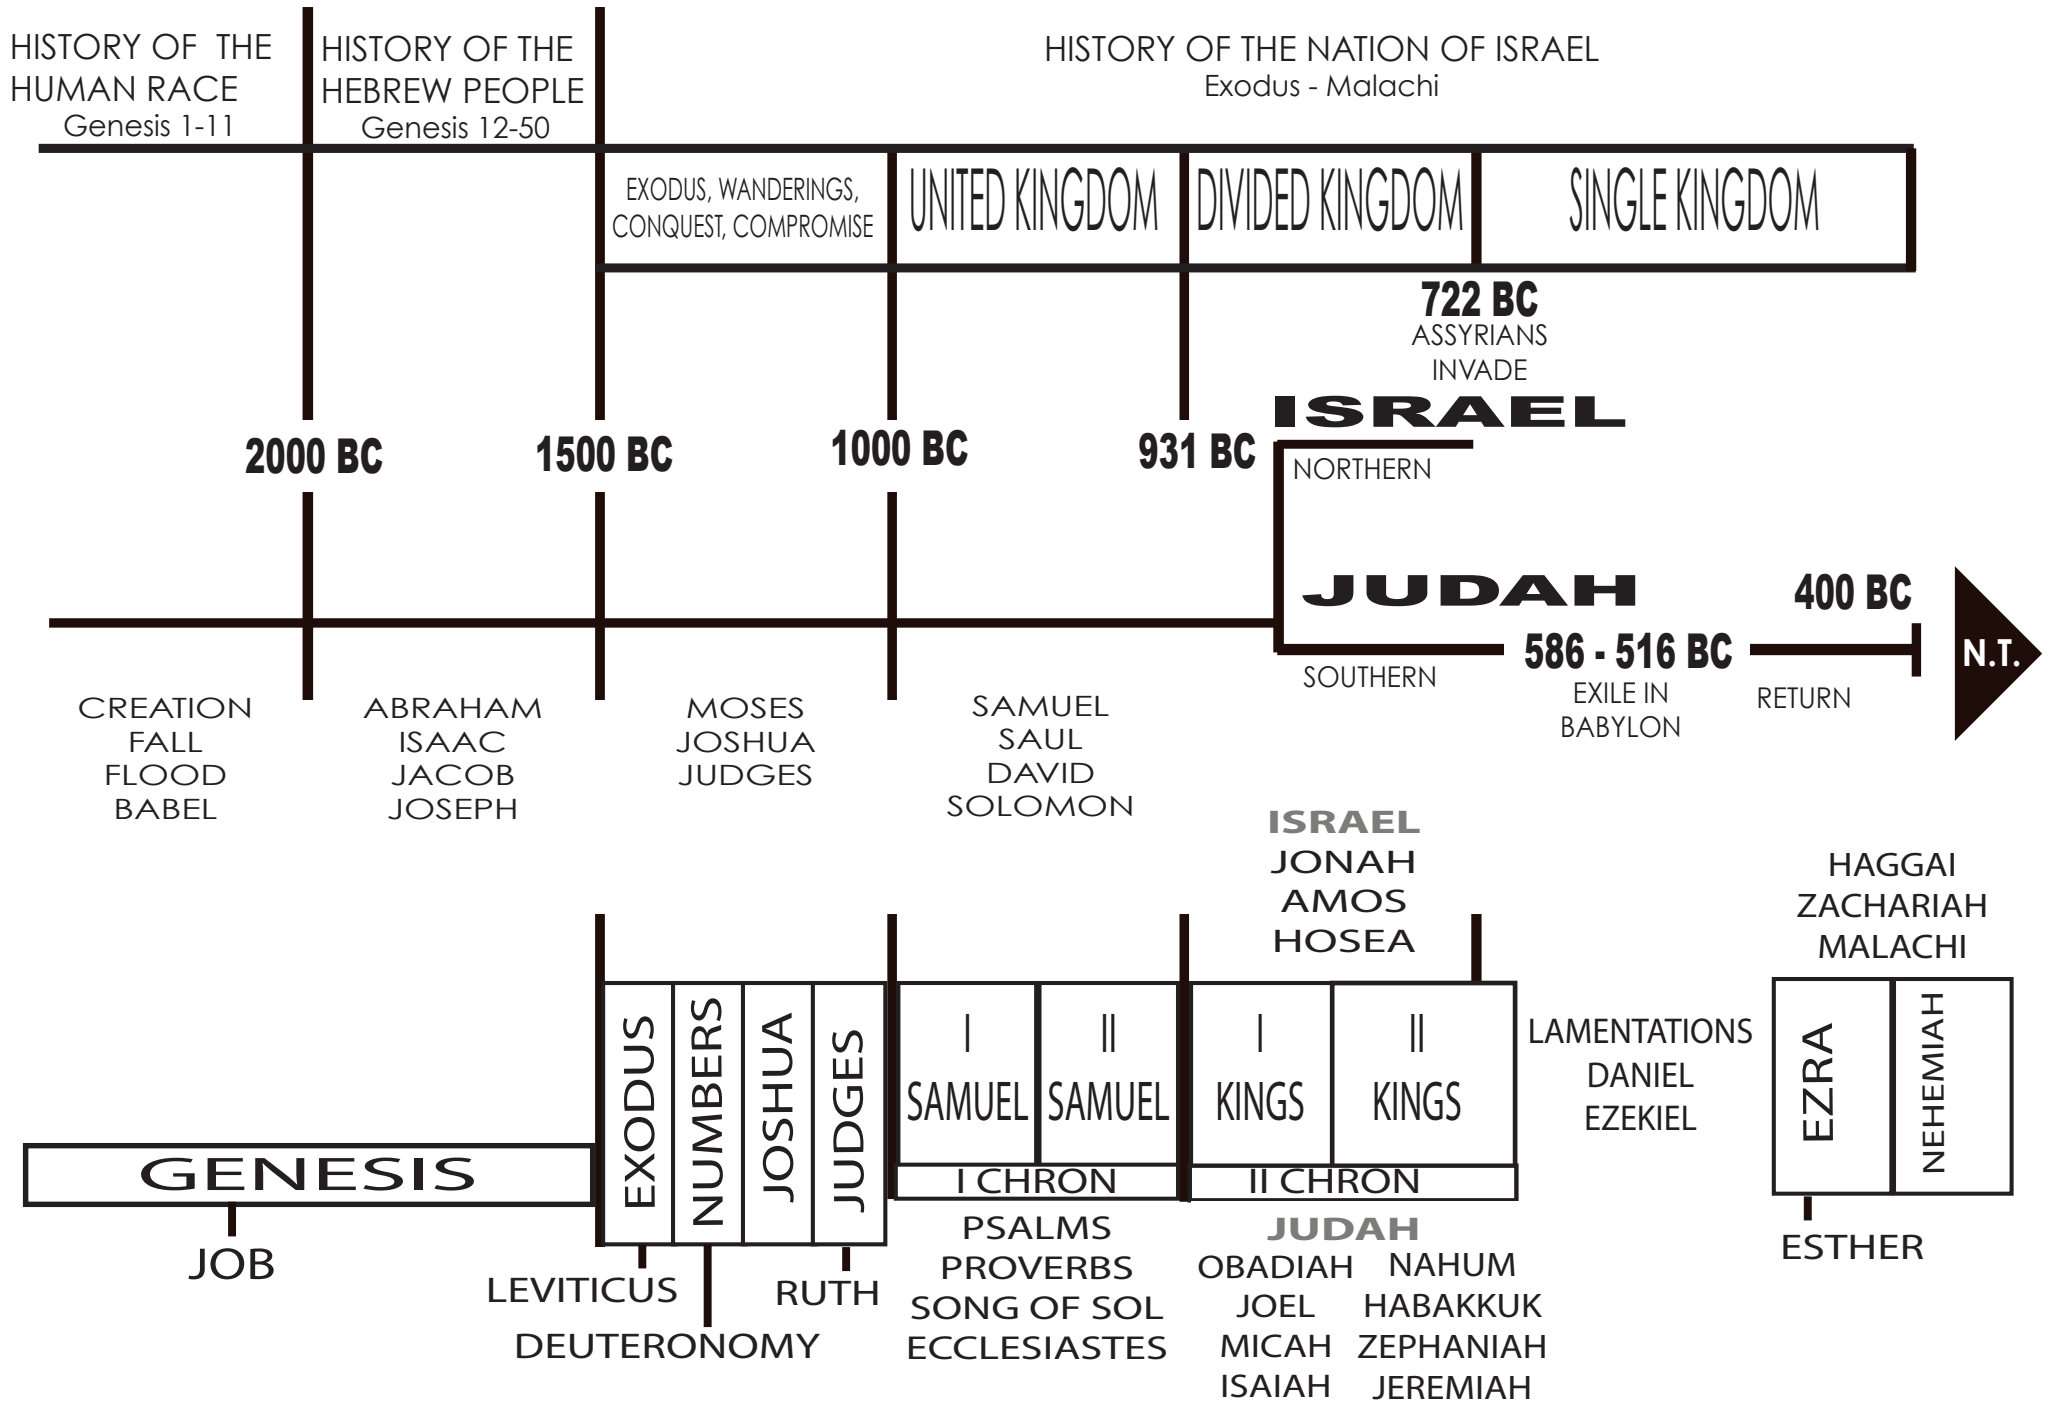 HISTORY OF THE
HUMAN RACE
Genesis 1-11
HISTORY OF THE
HEBREW PEOPLE
Genesis 12-50
HISTORY OF THE NATION OF ISRAEL
Exodus - Malachi
EXODUS, WANDERINGS,
CONQUEST, COMPROMISE
UNITED KINGDOM
DIVIDED KINGDOM
SINGLE KINGDOM
722 BC
ASSYRIANS
INVADE
2000 BC
1500 BC
1000 BC
931 BC
ISRAEL
NORTHERN
JUDAH
SOUTHERN
586 - 516 BC
EXILE IN
BABYLON
400 BC
RETURN
N.T.
CREATION
FALL
FLOOD
BABEL
ABRAHAM
ISAAC
JACOB
JOSEPH
MOSES
JOSHUA
JUDGES
SAMUEL
SAUL
DAVID
SOLOMON
ISRAEL
JONAH
AMOS
HOSEA
HAGGAI
ZACHARIAH
MALACHI
GENESIS
JOB
EXODUS
NUMBERS
JOSHUA
JUDGES
LEVITICUS
DEUTERONOMY
RUTH
I
SAMUEL
II
SAMUEL
I CHRON
PSALMS
PROVERBS
SONG OF SOL
ECCLESIASTES
I
KINGS
II
KINGS
II CHRON
JUDAH
OBADIAH
JOEL
MICAH
ISAIAH
NAHUM
HABAKKUK
ZEPHANIAH
JEREMIAH
LAMENTATIONS
DANIEL
EZEKIEL
EZRA
NEHEMIAH
ESTHER